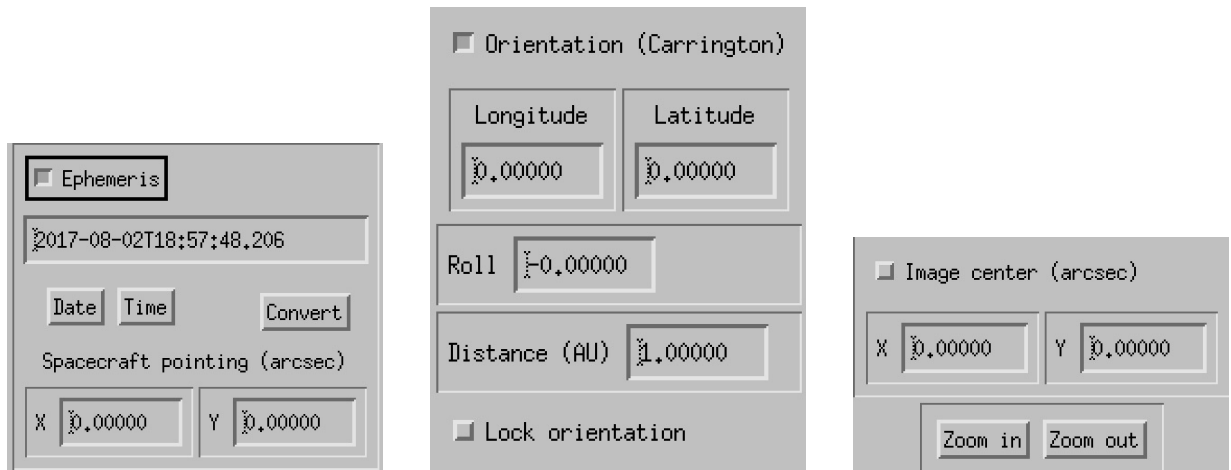 Ephemeris
2017-08-02T18:57:48.206
Date Time Convert
Spacecraft pointing (arcsec)
X 0.00000 Y 0.00000
Orientation (Carrington)
Longitude Latitude
0.00000 0.00000
Roll -0.00000
Distance (AU) 1.00000
Lock orientation
Image center (arcsec)
X 0.00000 Y 0.00000
Zoom in Zoom out